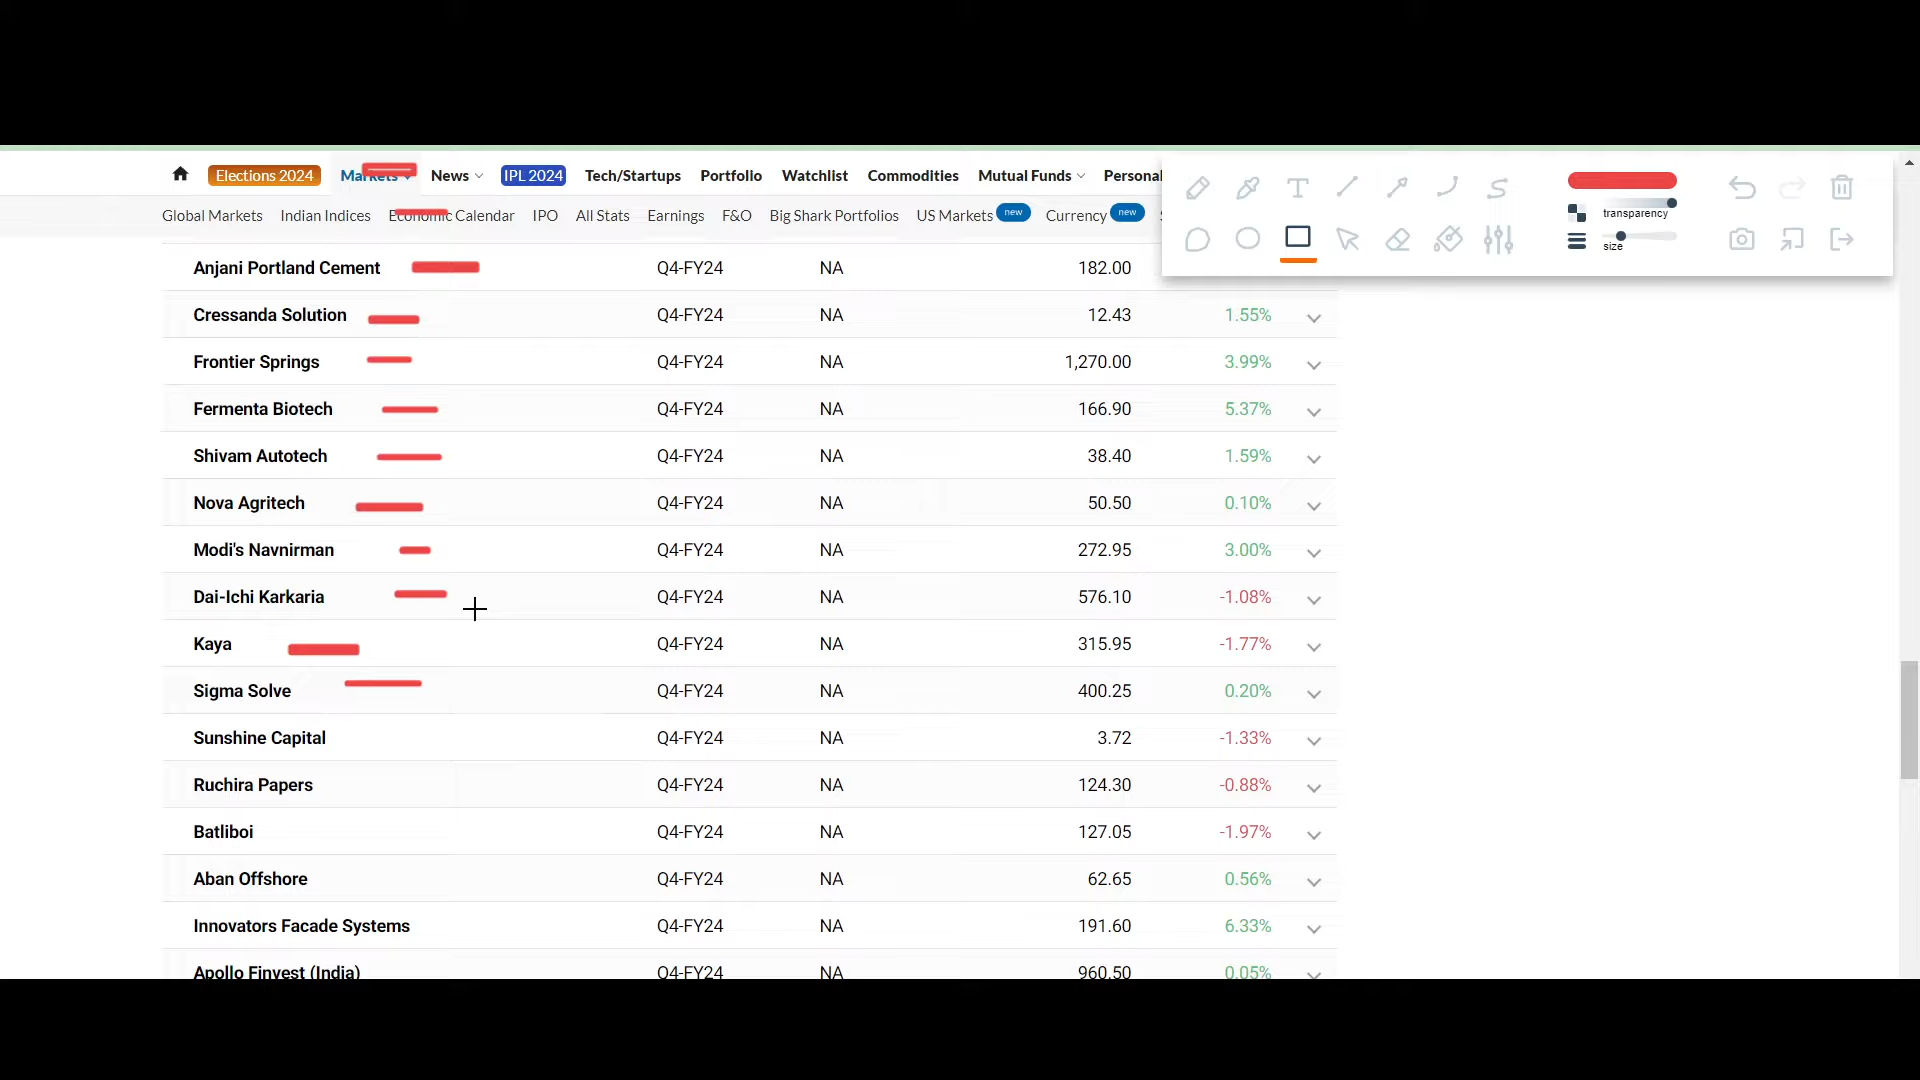 Elections 2024 Markets News IPL 2024 Tech/Startups Portfolio Watchlist Commodities Mutual Funds Personal
transparency
Global Markets Indian Indices Economic Calendar IPO All Stats Earnings F&O Big Shark Portfolios US Markets new Currency new
size
Anjani Portland Cement Q4-FY24 NA 182.00
Cressanda Solution Q4-FY24 NA 12.43 1.55%
Frontier Springs Q4-FY24 NA 1,270.00 3.99%
Fermenta Biotech Q4-FY24 NA 166.90 5.37%
Shivam Autotech Q4-FY24 NA 38.40 1.59%
Nova Agritech Q4-FY24 NA 50.50 0.10%
Modi's Navnirman Q4-FY24 NA 272.95 3.00%
Dai-Ichi Karkaria Q4-FY24 NA 576.10 -1.08%
Kaya Q4-FY24 NA 315.95 -1.77%
Sigma Solve Q4-FY24 NA 400.25 0.20%
Sunshine Capital Q4-FY24 NA 3.72 -1.33%
Ruchira Papers Q4-FY24 NA 124.30 -0.88%
Batliboi Q4-FY24 NA 127.05 -1.97%
Aban Offshore Q4-FY24 NA 62.65 0.56%
Innovators Facade Systems Q4-FY24 NA 191.60 6.33%
Apollo Finvest (India) Q4-FY24 NA 960.50 0.05%